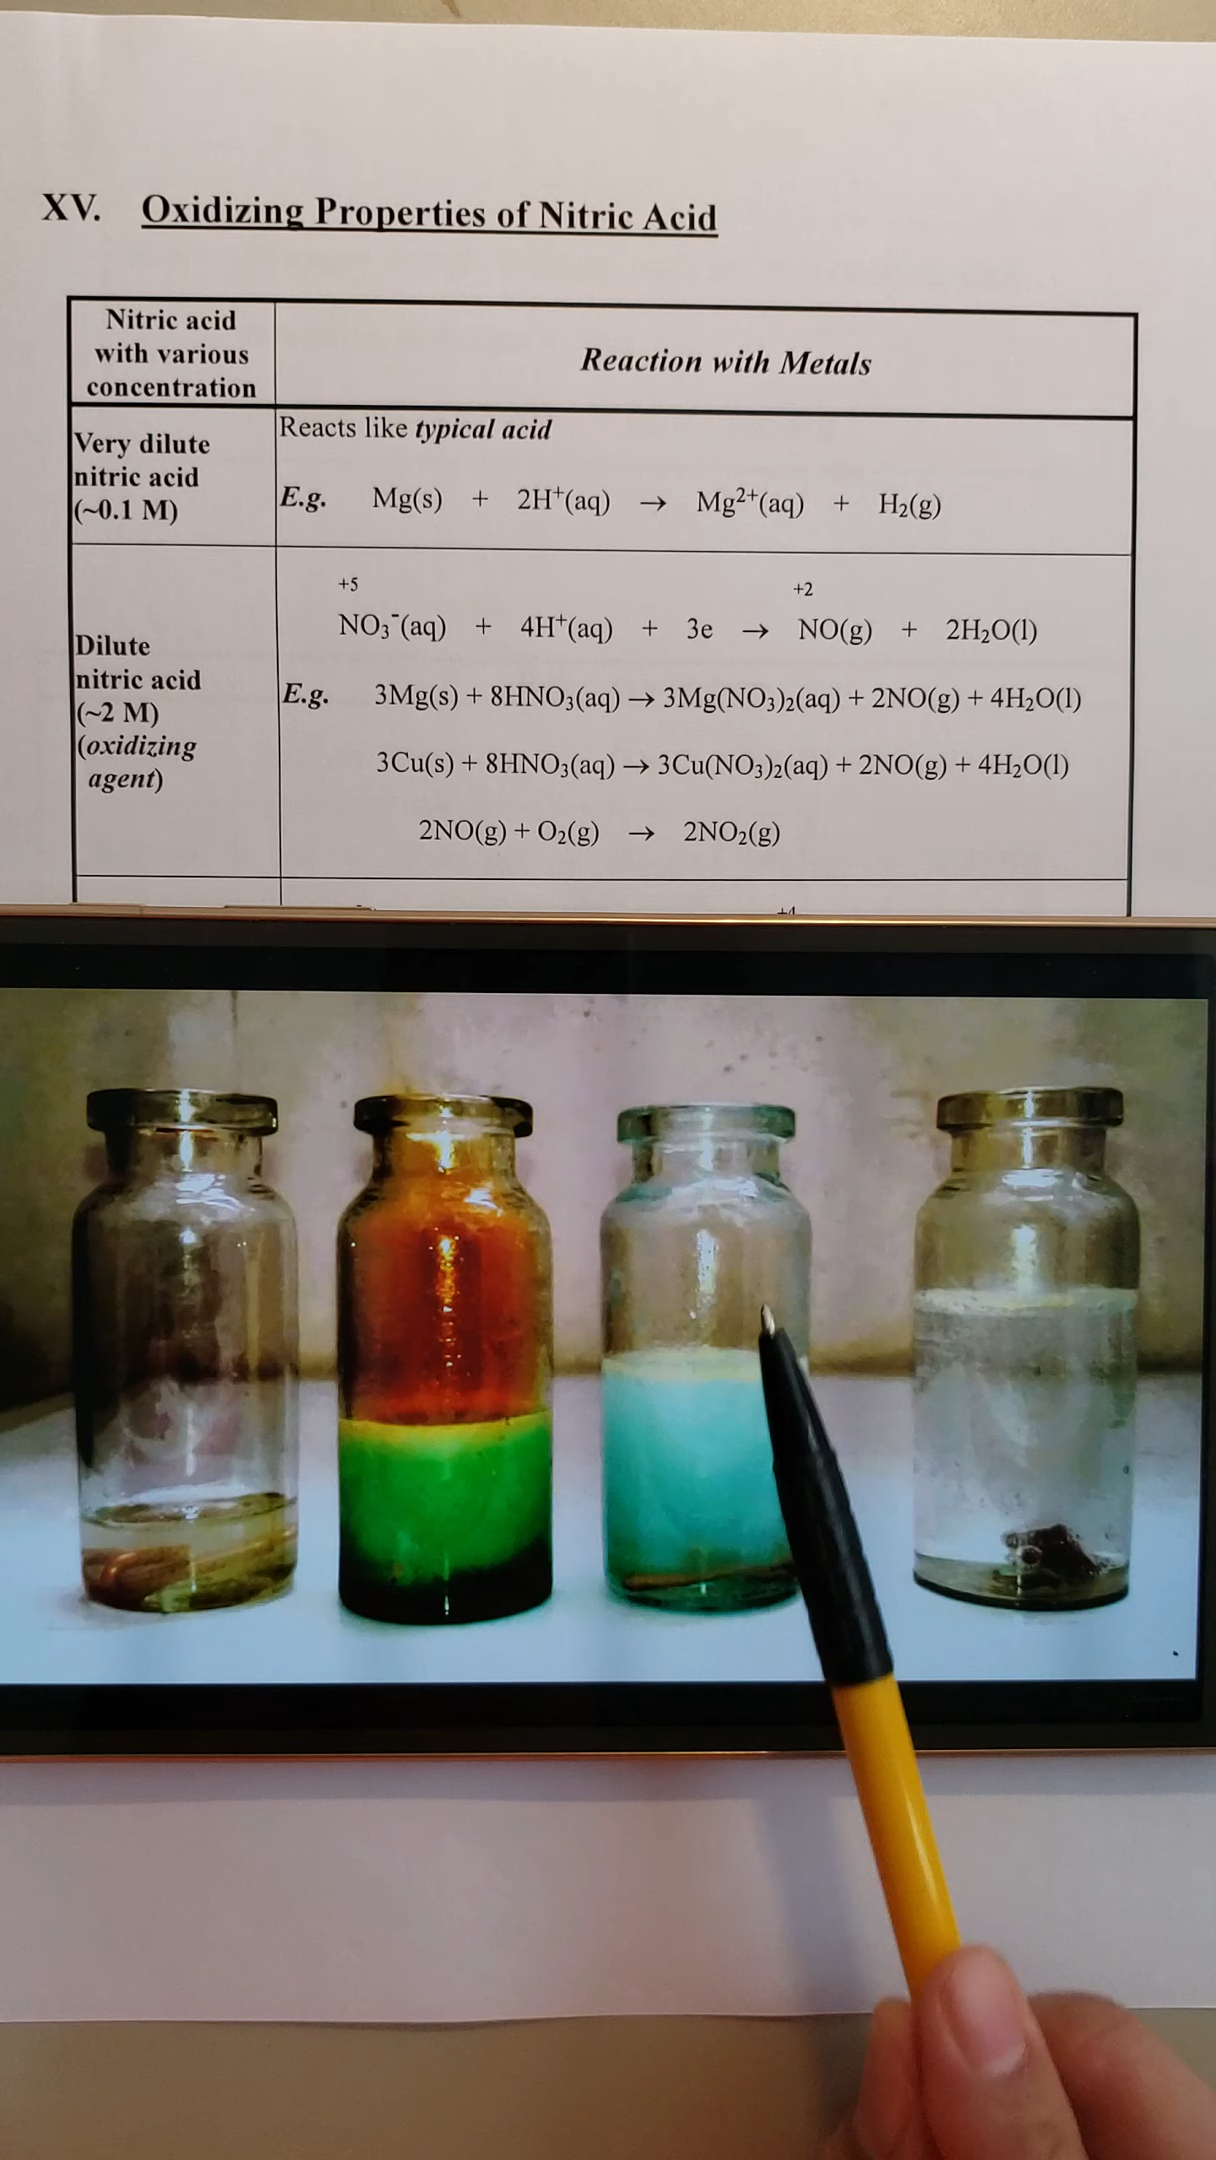 XV. Oxidizing Properties of Nitric Acid
Nitric acid
with various
concentration
Reaction with Metals
Very dilute
nitric acid
(~0.1 M)
Reacts like typical acid
E.g. Mg(s) + 2H⁺(aq) → Mg²⁺(aq) + H₂(g)
Dilute
nitric acid
(~2 M)
(oxidizing
agent)
+5 +2
NO₃⁻(aq) + 4H⁺(aq) + 3e → NO(g) + 2H₂O(l)
E.g. 3Mg(s) + 8HNO₃(aq) → 3Mg(NO₃)₂(aq) + 2NO(g) + 4H₂O(l)
3Cu(s) + 8HNO₃(aq) → 3Cu(NO₃)₂(aq) + 2NO(g) + 4H₂O(l)
2NO(g) + O₂(g) → 2NO₂(g)
+4